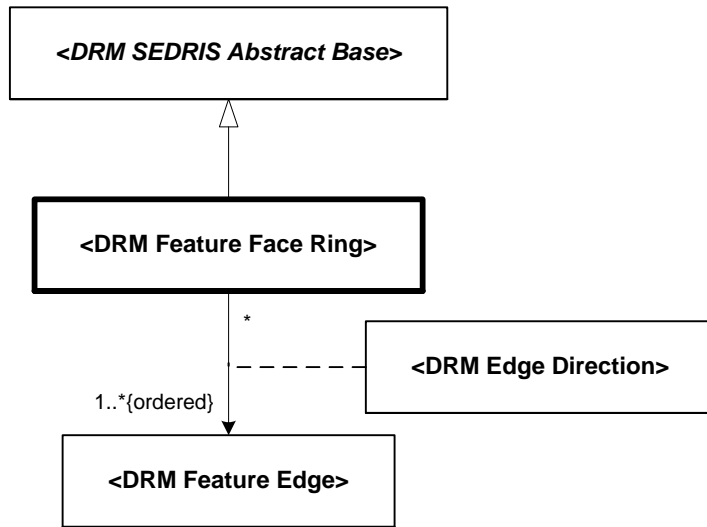 <DRM SEDRIS Abstract Base>
<DRM Feature Face Ring>
*
<DRM Edge Direction>
1..*{ordered}
<DRM Feature Edge>